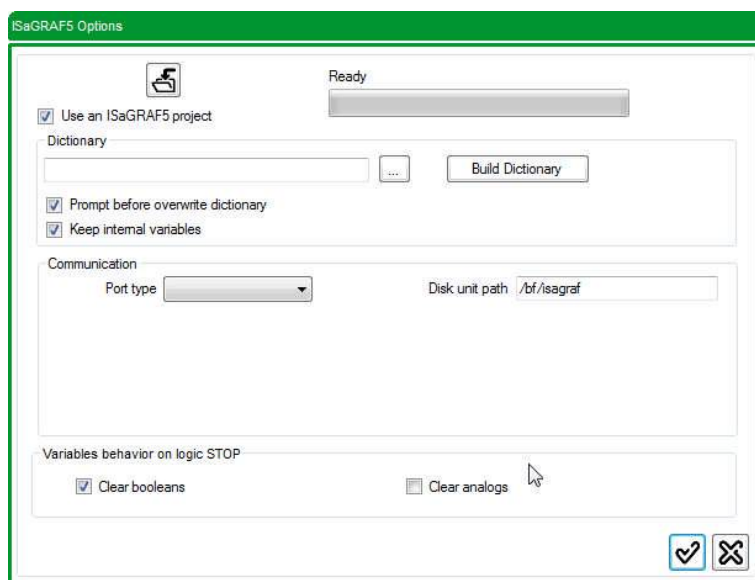 ISaGRAF5 Options
Ready
Use an ISaGRAF5 project
Dictionary
... Build Dictionary
Prompt before overwrite dictionary
Keep internal variables
Communication
Port type Disk unit path /bf/isagraf
Variables behavior on logic STOP
Clear booleans Clear analogs